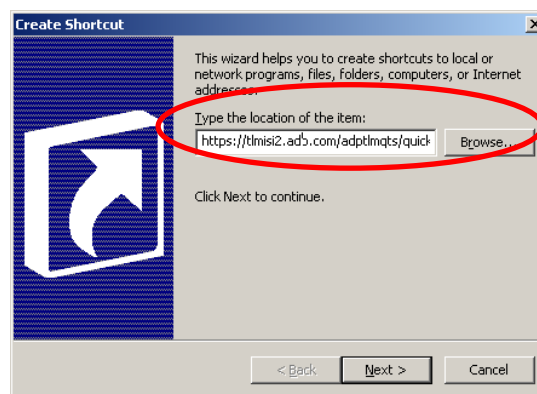 Create Shortcut
This wizard helps you to create shortcuts to local or
network programs, files, folders, computers, or Internet
addresses.
Type the location of the item:
https://tlmisi2.adp.com/adptlmqts/quick
Browse...
Click Next to continue.
< Back
Next >
Cancel